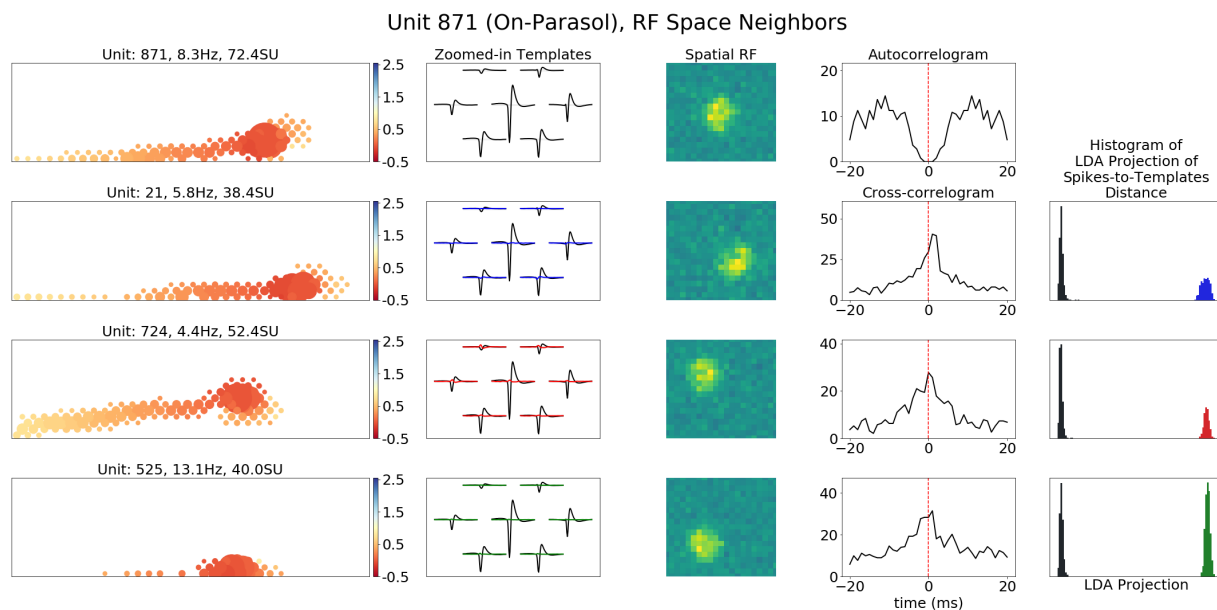 Unit 871 (On-Parasol), RF Space Neighbors
Unit: 871, 8.3Hz, 72.4SU
Zoomed-in Templates
Spatial RF
Autocorrelogram
2.5
1.5
0.5
-0.5
20
10
0
−20
0
20
Histogram of
LDA Projection of
Spikes-to-Templates
Distance
Unit: 21, 5.8Hz, 38.4SU
Cross-correlogram
2.5
1.5
0.5
-0.5
50
25
0
Unit: 724, 4.4Hz, 52.4SU
2.5
1.5
0.5
-0.5
40
20
0
−20
0
20
Unit: 525, 13.1Hz, 40.0SU
2.5
1.5
0.5
-0.5
40
20
0
−20
0
20
time (ms)
LDA Projection